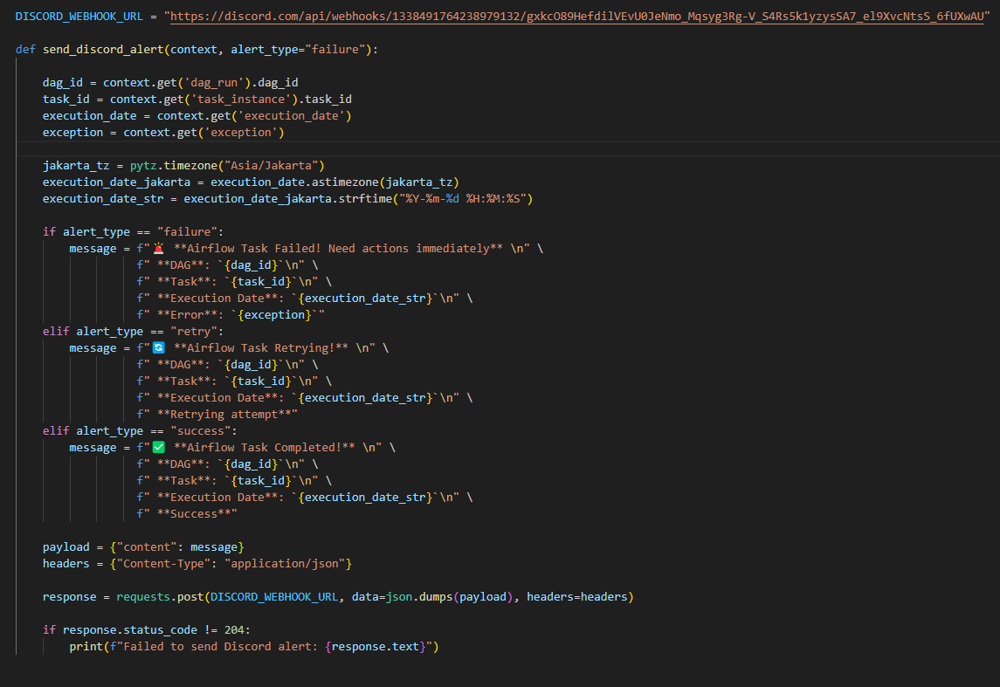 DISCORD_WEBHOOK_URL = "https://discord.com/api/webhooks/1338491764238979132/gxkcO89HefdilVEvU0JeNmo_Mqsyg3Rg-V_S4Rs5k1yzysSA7_el9XvcNtsS_6fUXwAU"
def send_discord_alert(context, alert_type="failure"):
dag_id = context.get('dag_run').dag_id
task_id = context.get('task_instance').task_id
execution_date = context.get('execution_date')
exception = context.get('exception')
jakarta_tz = pytz.timezone("Asia/Jakarta")
execution_date_jakarta = execution_date.astimezone(jakarta_tz)
execution_date_str = execution_date_jakarta.strftime("%Y-%m-%d %H:%M:%S")
if alert_type == "failure":
message = f"🚨 **Airflow Task Failed! Need actions immediately** \n" \
f" **DAG**: `{dag_id}`\n" \
f" **Task**: `{task_id}`\n" \
f" **Execution Date**: `{execution_date_str}`\n" \
f" **Error**: `{exception}`"
elif alert_type == "retry":
message = f"🔄 **Airflow Task Retrying!** \n" \
f" **DAG**: `{dag_id}`\n" \
f" **Task**: `{task_id}`\n" \
f" **Execution Date**: `{execution_date_str}`\n" \
f" **Retrying attempt**"
elif alert_type == "success":
message = f"✅ **Airflow Task Completed!** \n" \
f" **DAG**: `{dag_id}`\n" \
f" **Task**: `{task_id}`\n" \
f" **Execution Date**: `{execution_date_str}`\n" \
f" **Success**"
payload = {"content": message}
headers = {"Content-Type": "application/json"}
response = requests.post(DISCORD_WEBHOOK_URL, data=json.dumps(payload), headers=headers)
if response.status_code != 204:
print(f"Failed to send Discord alert: {response.text}")